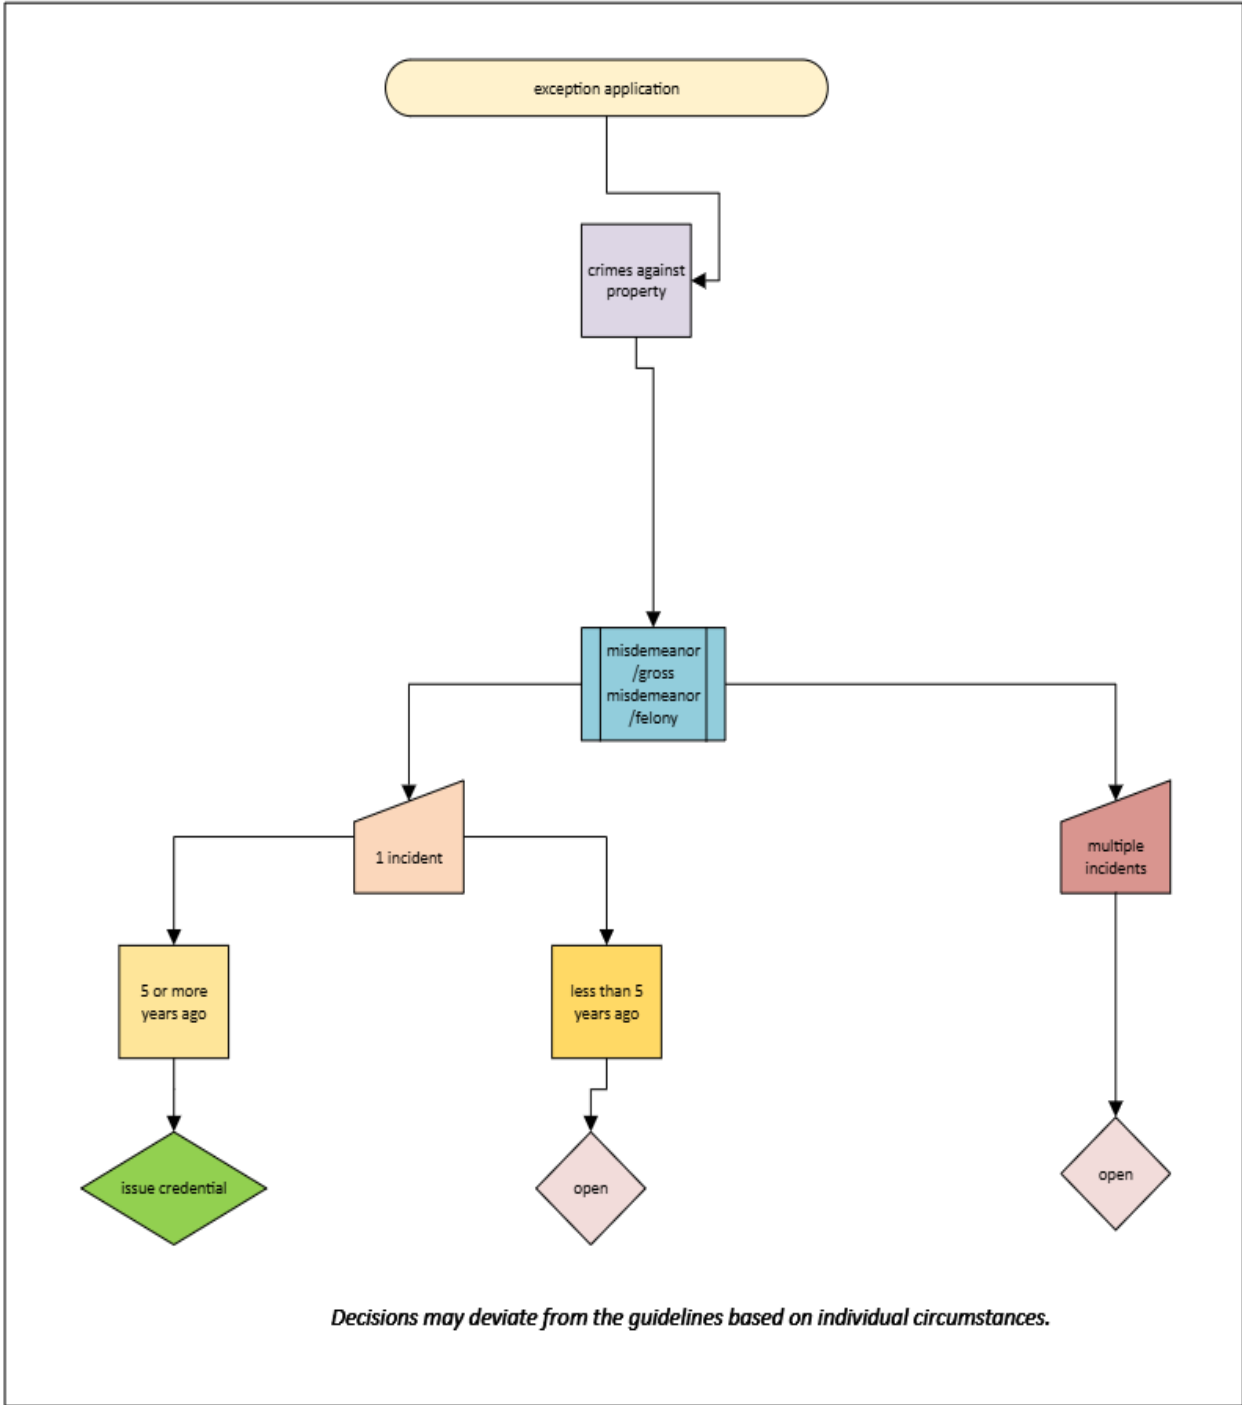 exception application
crimes against
property
misdemeanor
/gross
misdemeanor
/felony
1 incident
multiple
incidents
5 or more
years ago
less than 5
years ago
issue credential
open
open
Decisions may deviate from the guidelines based on individual circumstances.